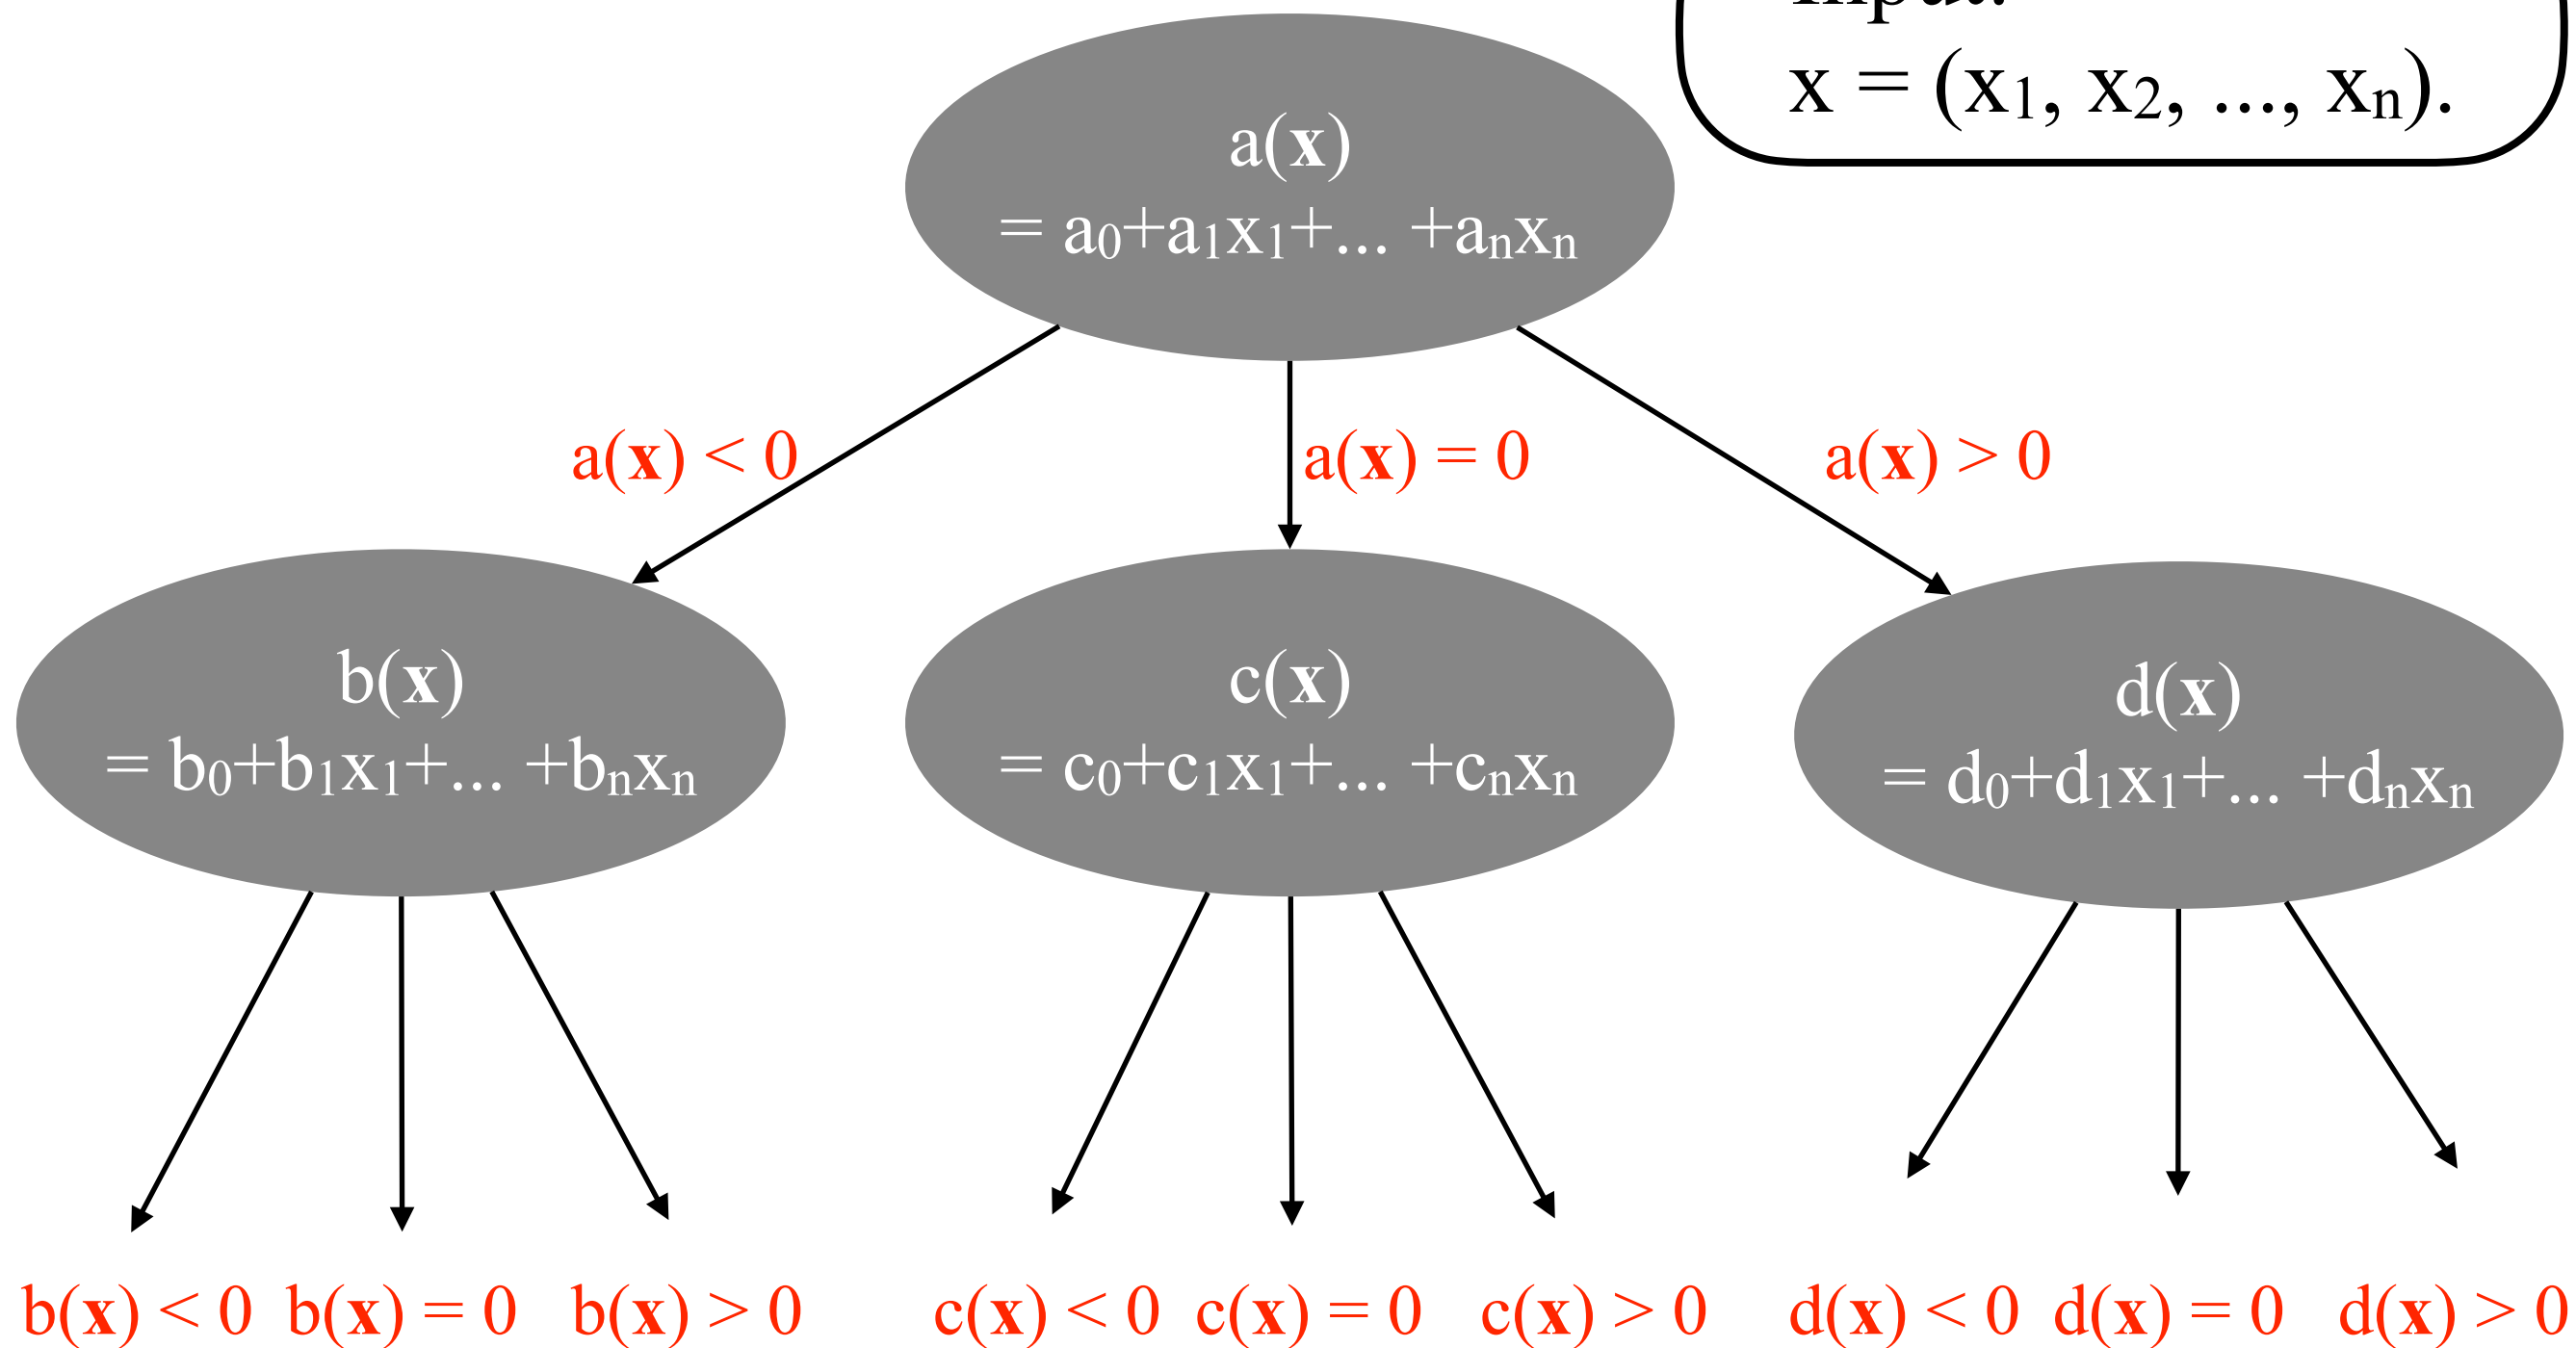 x = (x₁, x₂, ..., xₙ).
a(x)
= a₀+a₁x₁+... +aₙxₙ
a(x) < 0
a(x) = 0
a(x) > 0
b(x)
= b₀+b₁x₁+... +bₙxₙ
c(x)
= c₀+c₁x₁+... +cₙxₙ
d(x)
= d₀+d₁x₁+... +dₙxₙ
b(x) < 0 b(x) = 0 b(x) > 0
c(x) < 0 c(x) = 0 c(x) > 0
d(x) < 0 d(x) = 0 d(x) > 0